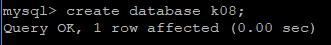 mysql> create database k08;
Query OK, 1 row affected (0.00 sec)